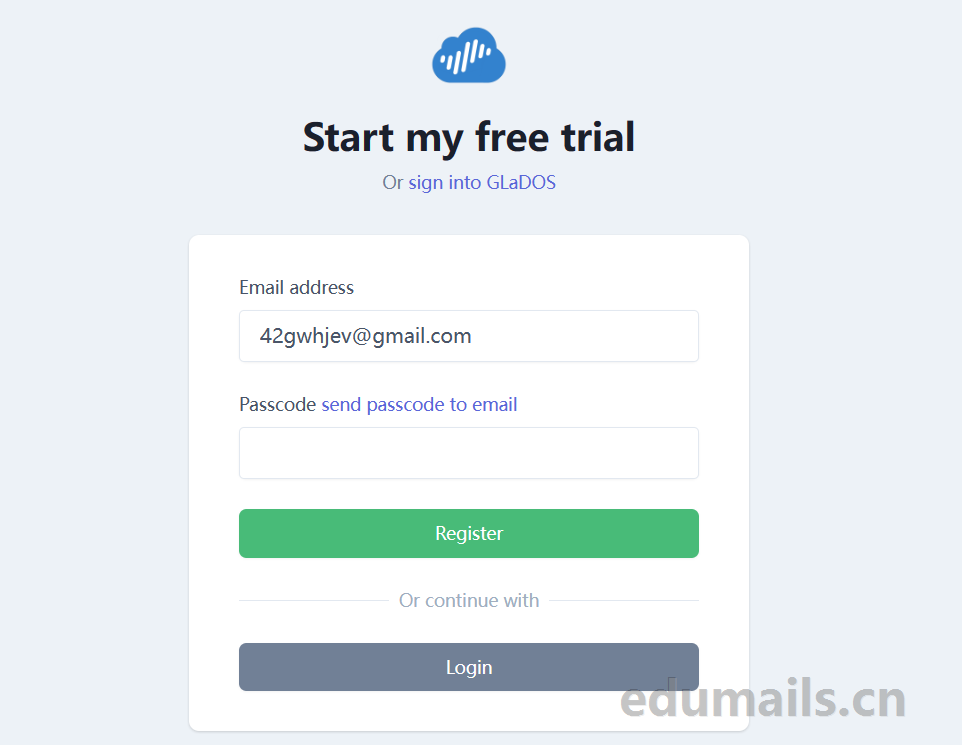 Start my free trial
Or sign into GLaDOS
Email address
42gwhjev@gmail.com
Passcode send passcode to email
Register
Or continue with
Login
edumails.cn